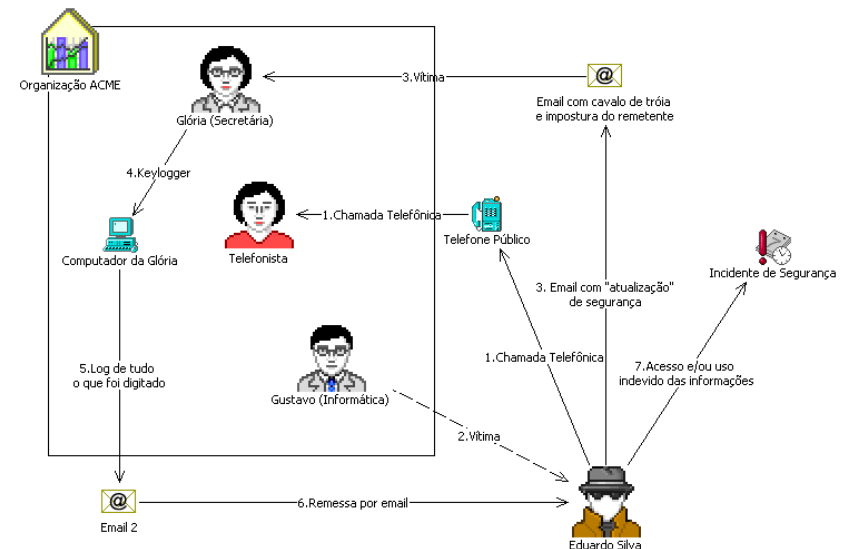 Organização ACME
Glória (Secretária)
3.Vítima
Email com cavalo de tróia
e impostura do remetente
4.Keylogger
1.Chamada Telefônica
Computador da Glória
Telefonista
Telefone Público
Incidente de Segurança
3. Email com "atualização"
de segurança
5.Log de tudo
o que foi digitado
1.Chamada Telefônica
7.Acesso e/ou uso
indevido das informações
Gustavo (Informática)
2.Vítima
6.Remessa por email
Email 2
Eduardo Silva